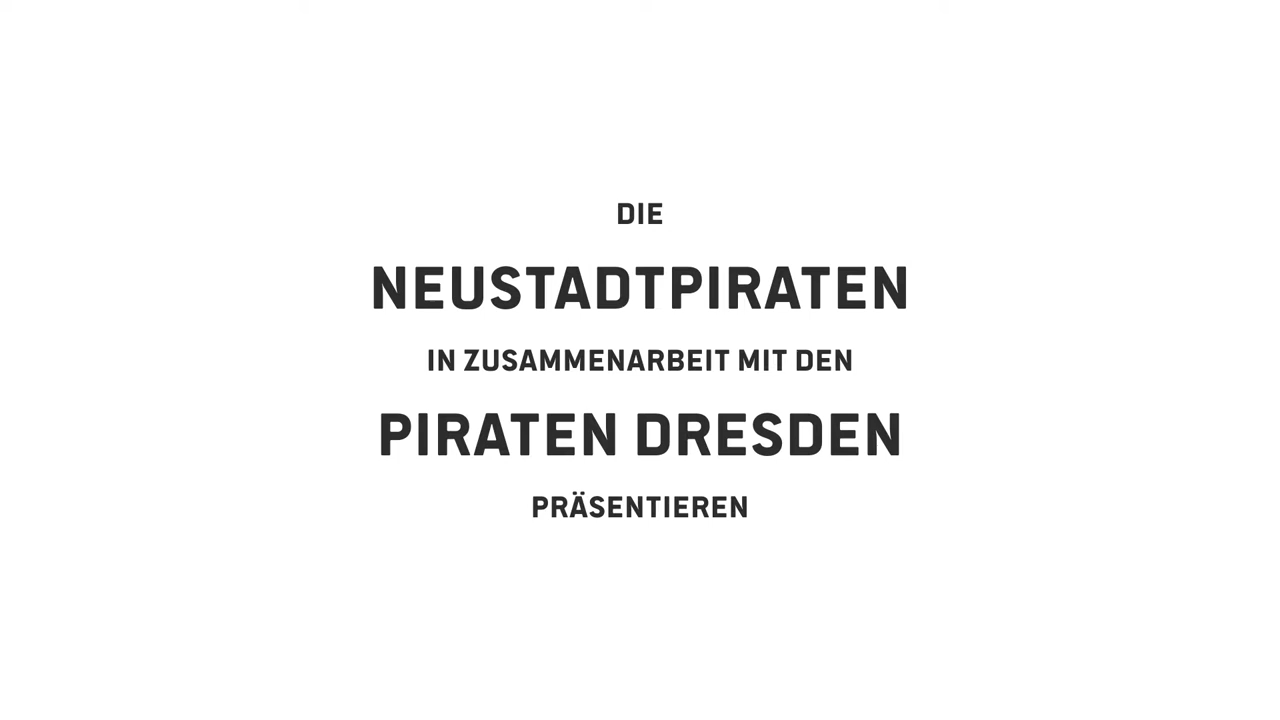 DIE
NEUSTADTPIRATEN
IN ZUSAMMENARBEIT MIT DEN
PIRATEN DRESDEN
PRÄSENTIEREN